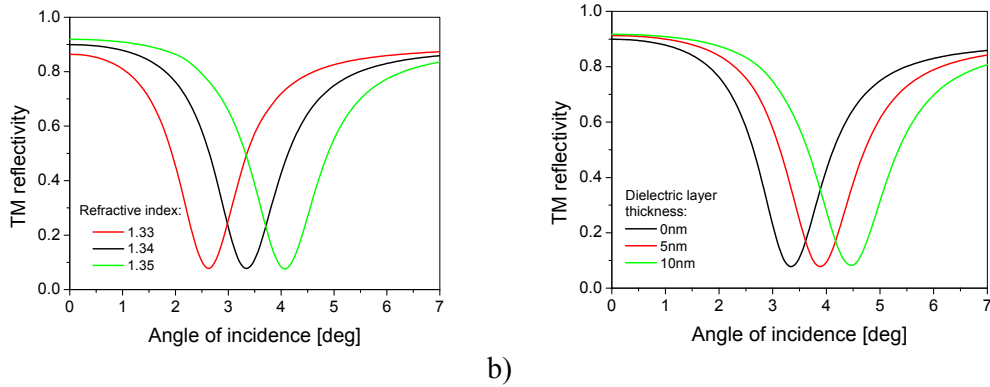 1.0
0.8
0.6
0.4
0.2
0.0
TM reflectivity
Refractive index:
1.33
1.34
1.35
0 1 2 3 4 5 6 7
Angle of incidence [deg]
1.0
0.8
0.6
0.4
0.2
0.0
TM reflectivity
Dielectric layer
thickness:
0nm
5nm
10nm
0 1 2 3 4 5 6 7
Angle of incidence [deg]
b)